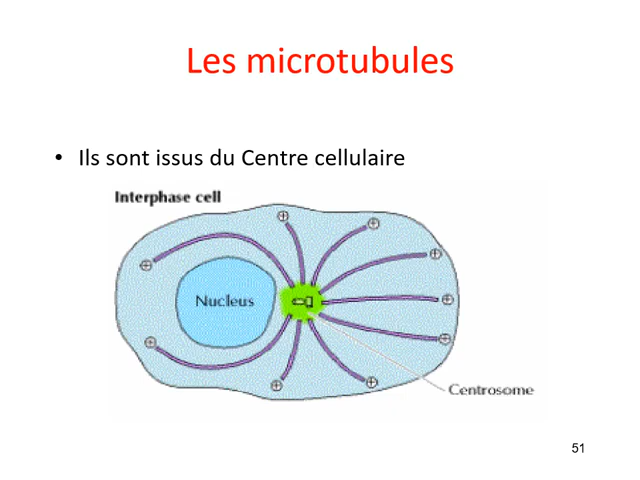 Les microtubules
• Ils sont issus du Centre cellulaire
Interphase cell
Nucleus
Centrosome
51